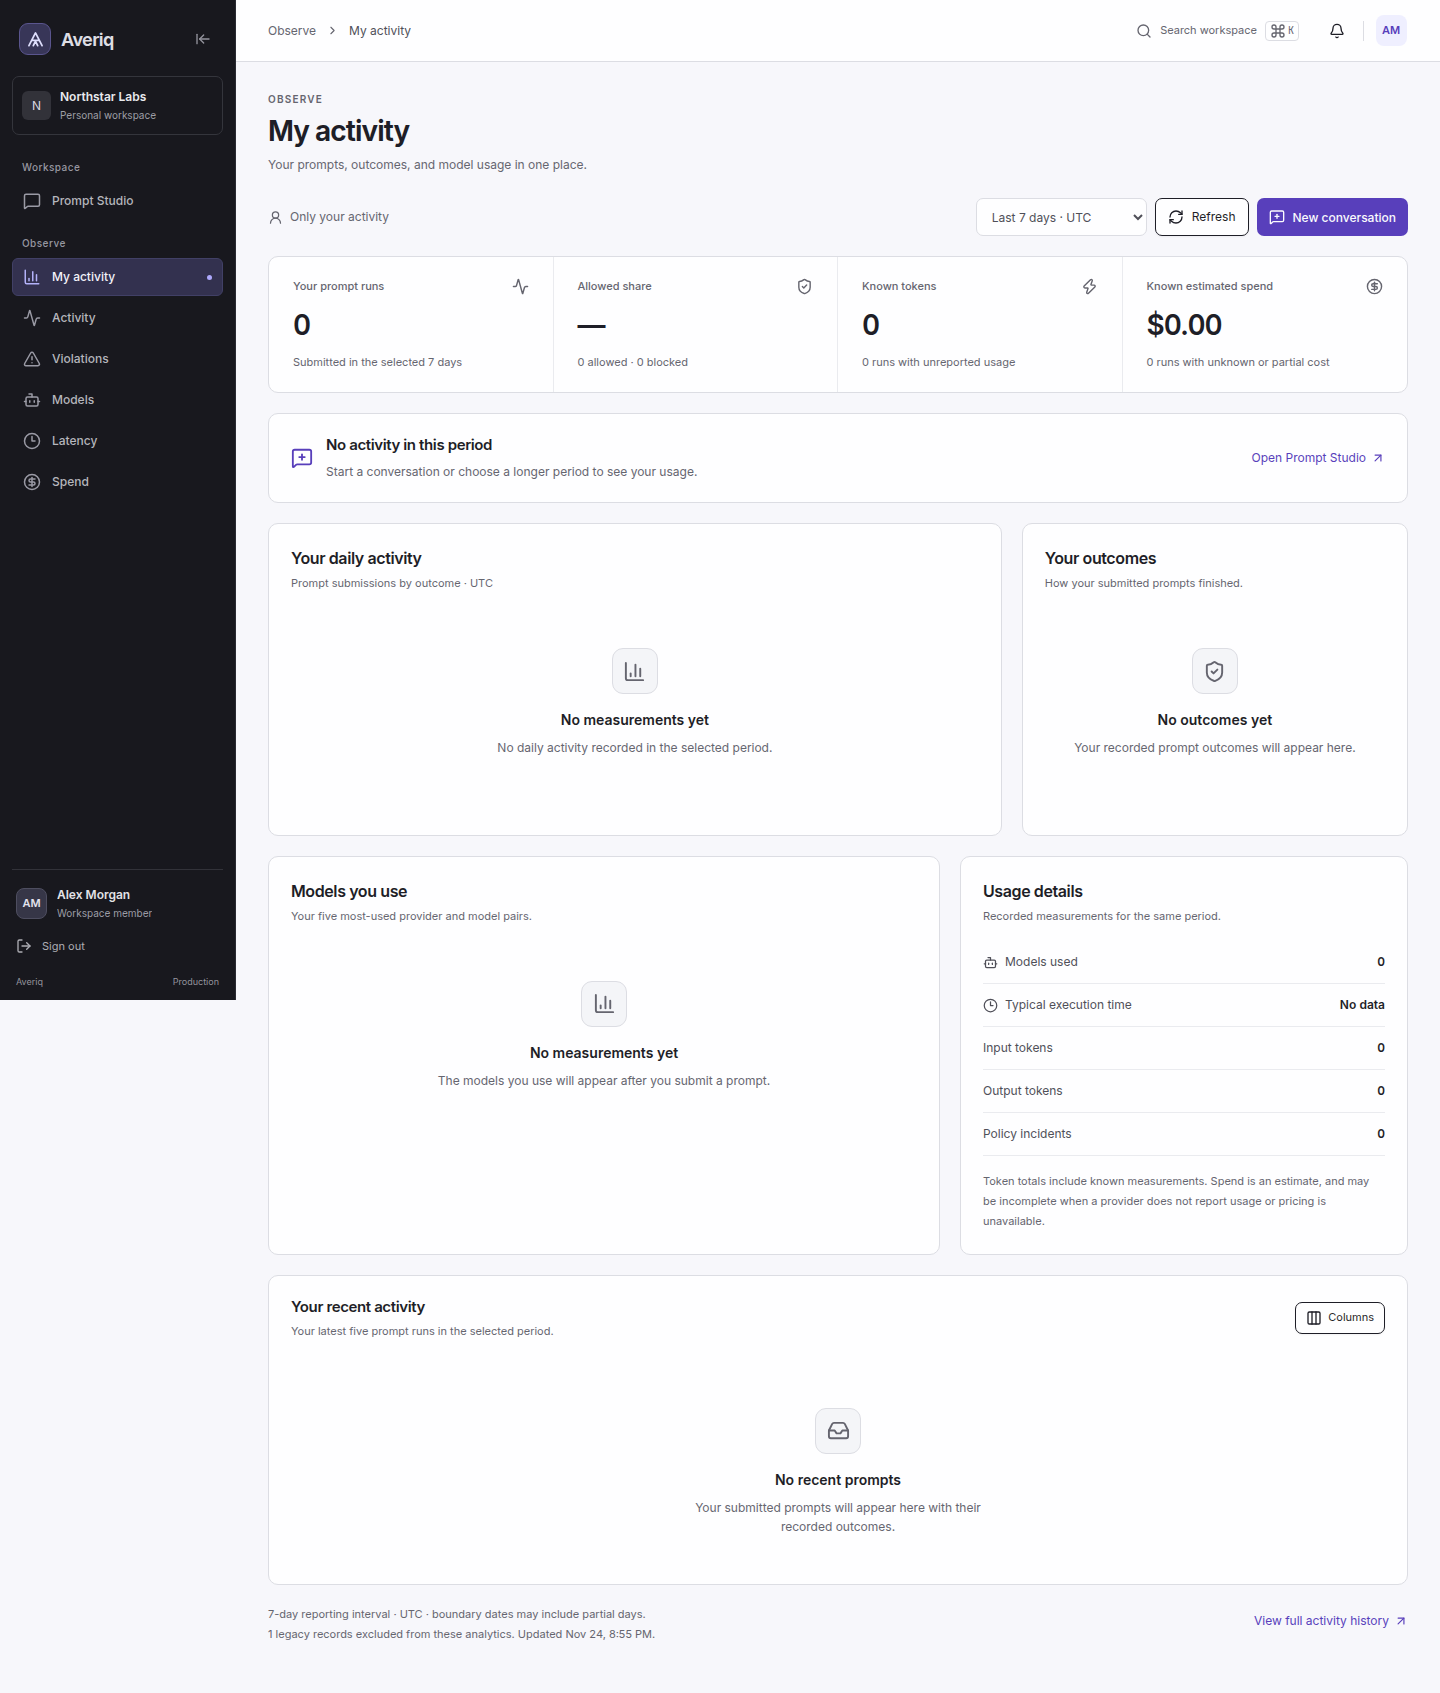 Averiq
N
Northstar Labs
Personal workspace
Workspace
Prompt Studio
Observe
My activity
Activity
Violations
Models
Latency
Spend
AM
Alex Morgan
Workspace member
Sign out
Averiq
Production
Observe
My activity
Search workspace
⌘ K
AM
OBSERVE
My activity
Your prompts, outcomes, and model usage in one place.
Only your activity
Last 7 days · UTC
Refresh
New conversation
Your prompt runs
0
Submitted in the selected 7 days
Allowed share
—
0 allowed · 0 blocked
Known tokens
0
0 runs with unreported usage
Known estimated spend
$0.00
0 runs with unknown or partial cost
No activity in this period
Start a conversation or choose a longer period to see your usage.
Open Prompt Studio
Your daily activity
Prompt submissions by outcome · UTC
No measurements yet
No daily activity recorded in the selected period.
Your outcomes
How your submitted prompts finished.
No outcomes yet
Your recorded prompt outcomes will appear here.
Models you use
Your five most-used provider and model pairs.
No measurements yet
The models you use will appear after you submit a prompt.
Usage details
Recorded measurements for the same period.
Models used 0
Typical execution time No data
Input tokens 0
Output tokens 0
Policy incidents 0
Token totals include known measurements. Spend is an estimate, and may
be incomplete when a provider does not report usage or pricing is
unavailable.
Your recent activity
Your latest five prompt runs in the selected period.
Columns
No recent prompts
Your submitted prompts will appear here with their
recorded outcomes.
7-day reporting interval · UTC · boundary dates may include partial days.
1 legacy records excluded from these analytics. Updated Nov 24, 8:55 PM.
View full activity history